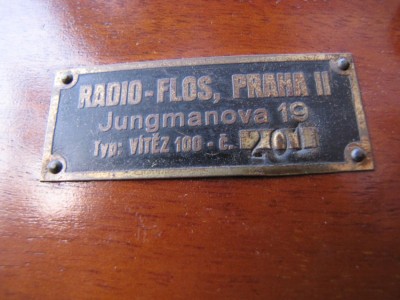 RADIO-FLOS, PRAHA II
Jungmanova 19
Typ: VÍTĚZ 100 - č. 201